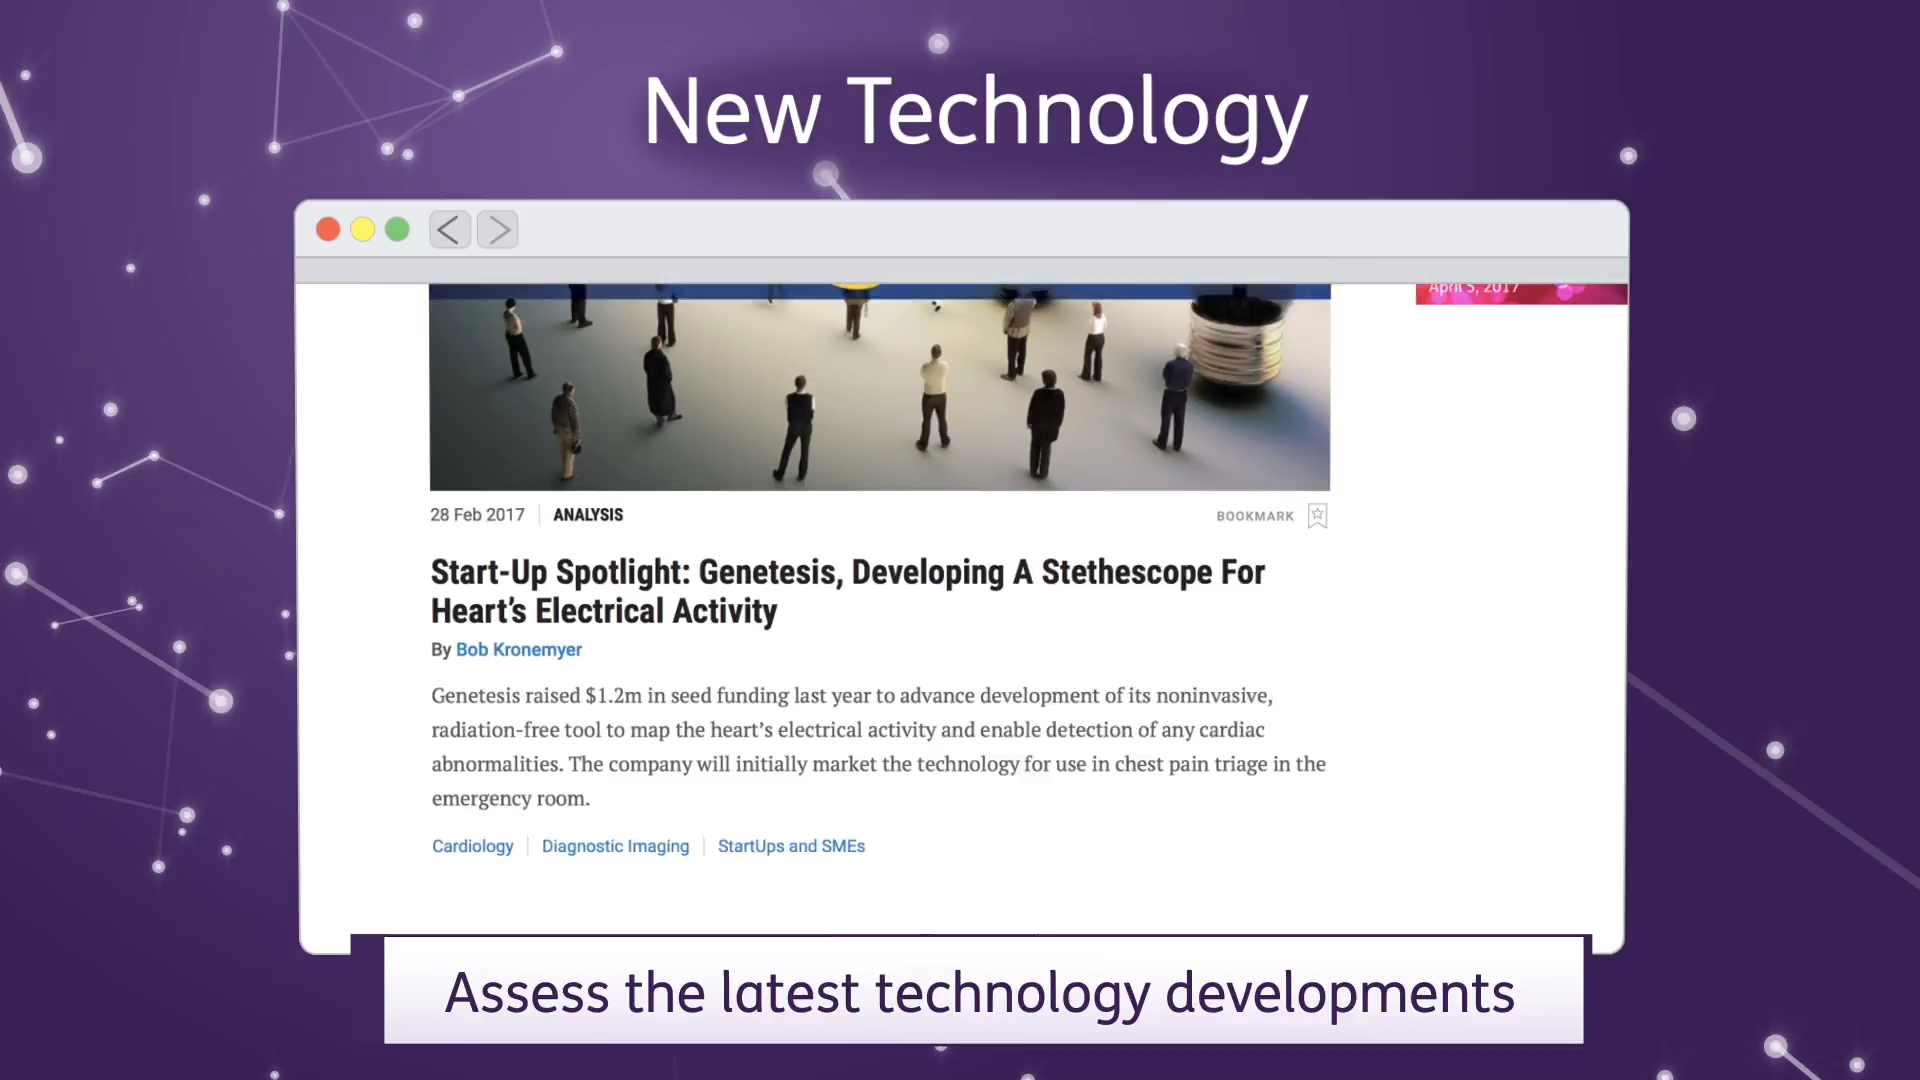 New Technology
April 5, 2017
28 Feb 2017 ANALYSIS BOOKMARK
Start-Up Spotlight: Genetesis, Developing A Stethescope For
Heart's Electrical Activity
By Bob Kronemyer
Genetesis raised $1.2m in seed funding last year to advance development of its noninvasive,
radiation-free tool to map the heart's electrical activity and enable detection of any cardiac
abnormalities. The company will initially market the technology for use in chest pain triage in the
emergency room.
Cardiology Diagnostic Imaging StartUps and SMEs
Assess the latest technology developments